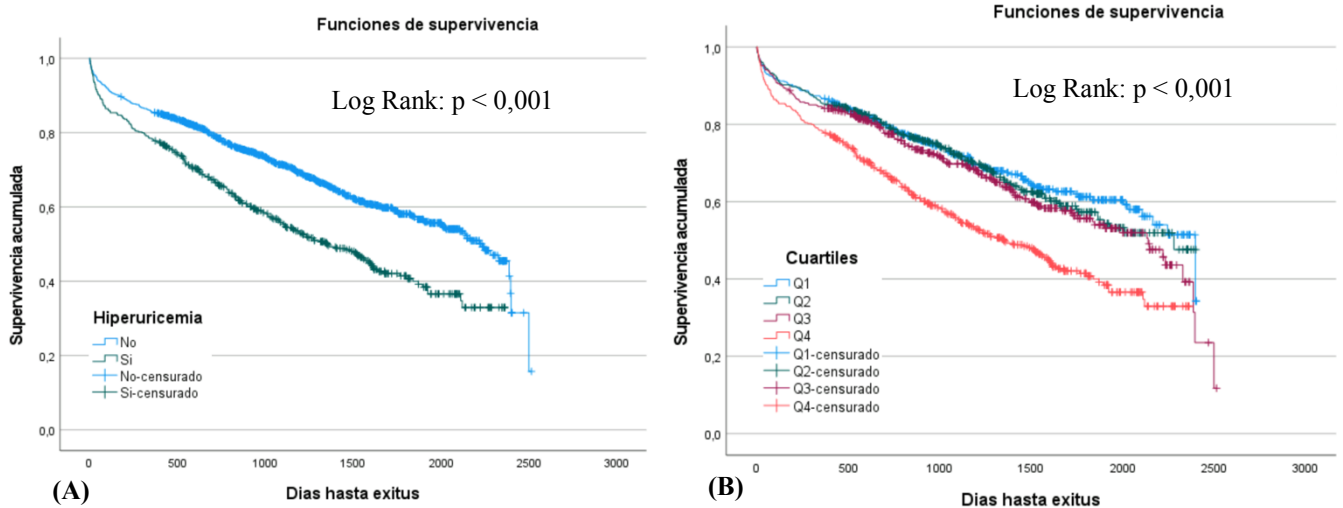 Funciones de supervivencia
Log Rank: p < 0,001
Supervivencia acumulada
1,0
0,8
0,6
0,4
0,2
0,0
Hiperuricemia
No
Si
No-censurado
Si-censurado
0 500 1000 1500 2000 2500 3000
Dias hasta exitus
(A)
Funciones de supervivencia
Log Rank: p < 0,001
Supervivencia acumulada
1,0
0,8
0,6
0,4
0,2
0,0
Cuartiles
Q1
Q2
Q3
Q4
Q1-censurado
Q2-censurado
Q3-censurado
Q4-censurado
0 500 1000 1500 2000 2500 3000
Dias hasta exitus
(B)